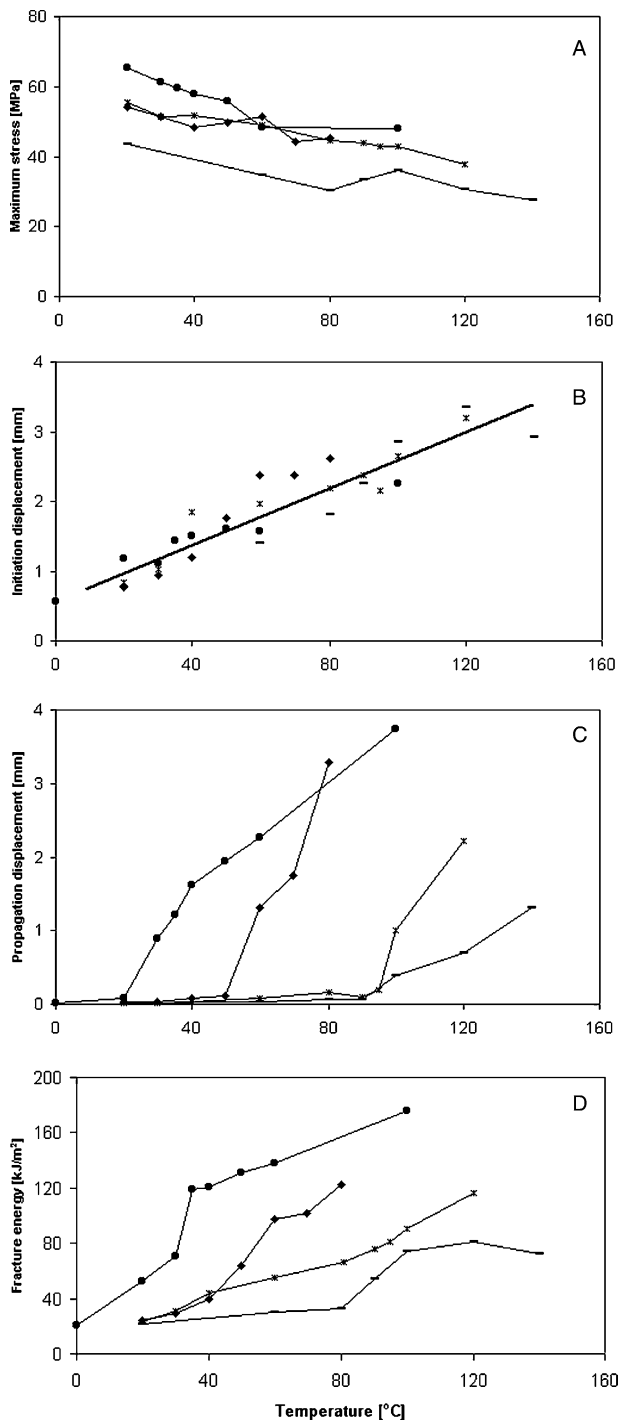 A
Maximum stress [MPa]
80
60
40
20
0
0 40 80 120 160
B
Initiation displacement [mm]
4
3
2
1
0
0 40 80 120 160
C
Propagation displacement [mm]
4
3
2
1
0
0 40 80 120 160
D
Fracture energy [kJ/m²]
200
160
120
80
40
0
0 40 80 120 160
Temperature [°C]